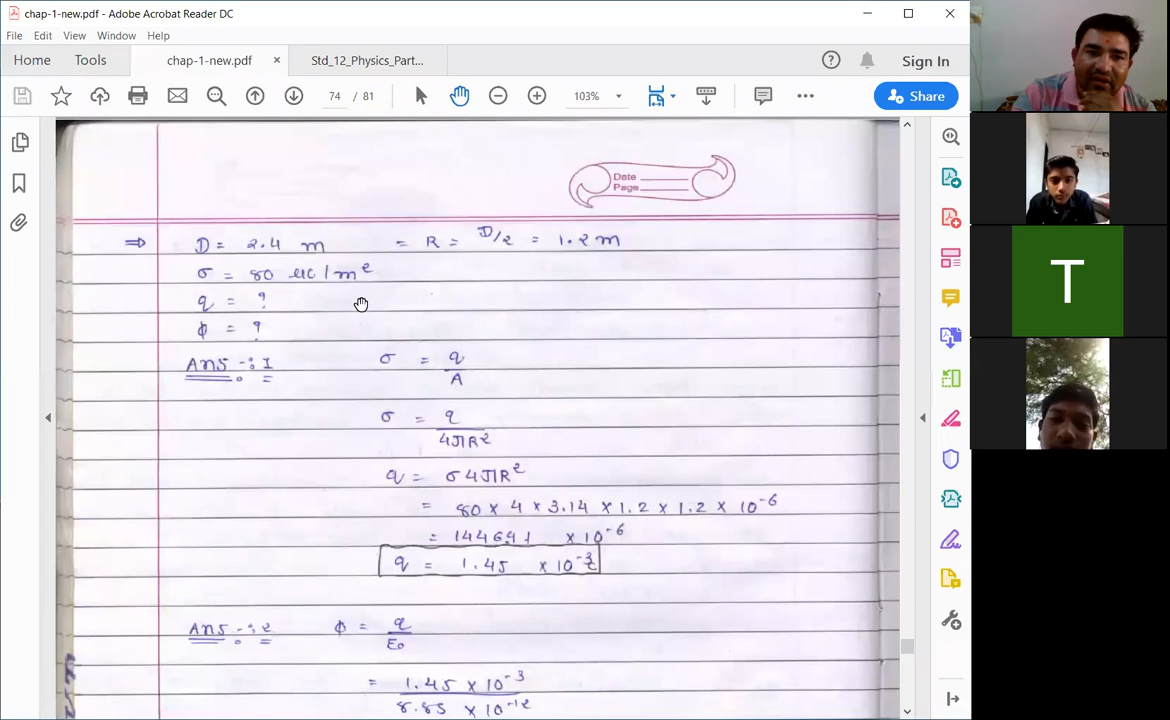 chap-1-new.pdf - Adobe Acrobat Reader DC
File Edit View Window Help
Home Tools chap-1-new.pdf × Std_12_Physics_Part... Sign In
74 / 81 103% Share
Date
Page
⇒ D = 2.4 m = R = D/2 = 1.2 m
σ = 80 μC/m²
q = ?
ϕ = ?
Ans -: 1 σ = q/A
σ = q/4πR²
q = σ4πR²
= 80 × 4 × 3.14 × 1.2 × 1.2 × 10⁻⁶
= 144691 × 10⁻⁶
q = 1.45 × 10⁻³ C
Ans -: 2 ϕ = q/ε₀
= 1.45 × 10⁻³ / 8.85 × 10⁻¹²
T